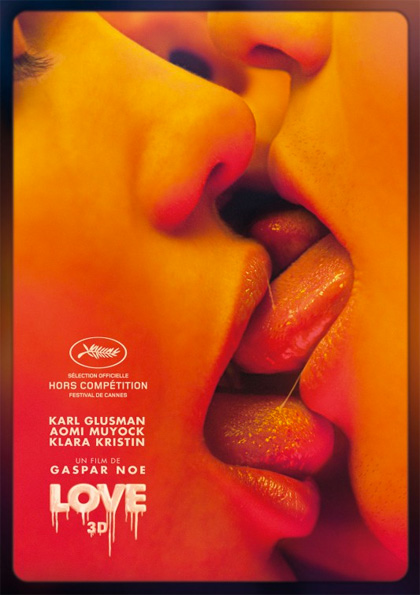 SÉLECTION OFFICIELLE
HORS COMPÉTITION
FESTIVAL DE CANNES
KARL GLUSMAN
AOMI MUYOCK
KLARA KRISTIN
UN FILM DE
GASPAR NOE
LOVE
3D